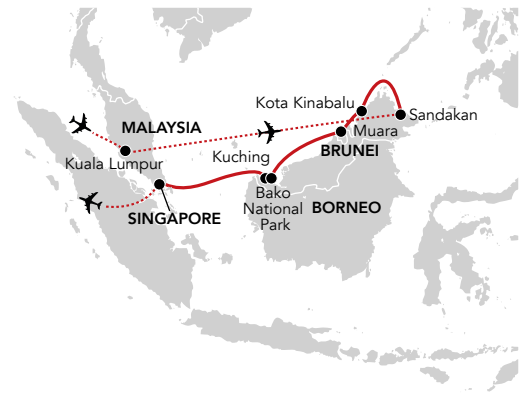 Kota Kinabalu
Sandakan
MALAYSIA
Muara
Kuala Lumpur
Kuching
BRUNEI
Bako
National
Park
BORNEO
SINGAPORE